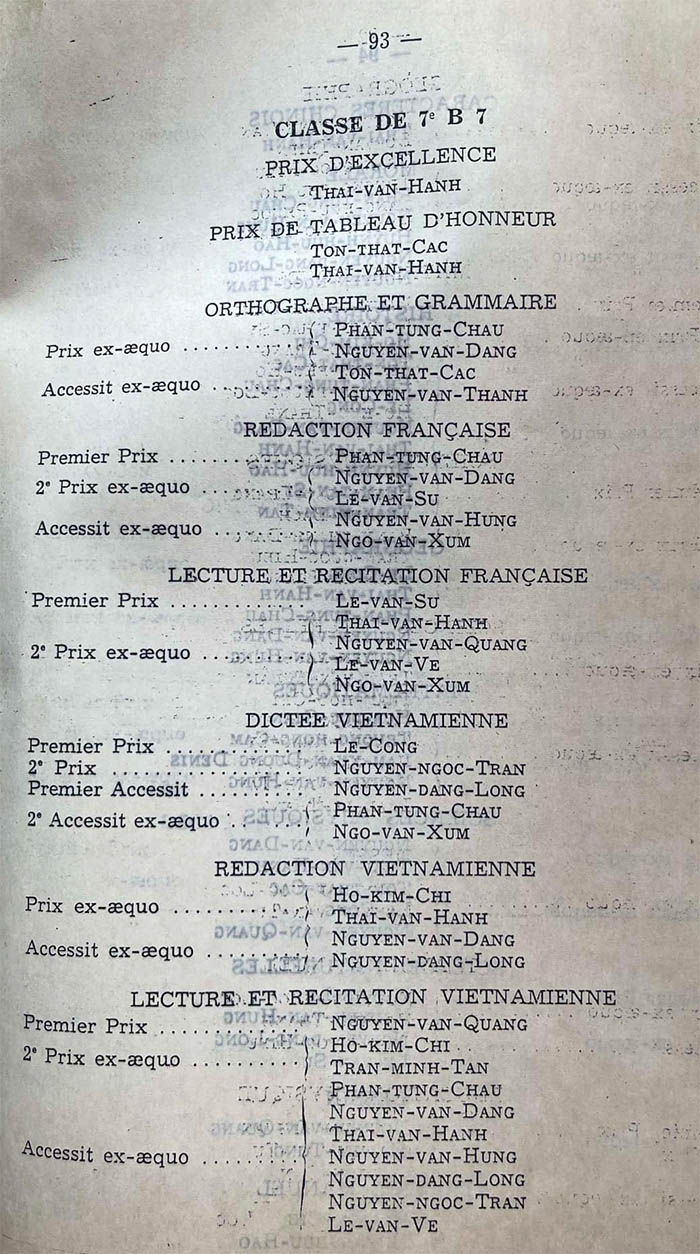 — 93 —
CLASSE DE 7e B 7
PRIX D'EXCELLENCE
THAI-VAN-HANH
PRIX DE TABLEAU D'HONNEUR
TON-THAT-CAC
THAI-VAN-HANH
ORTHOGRAPHE ET GRAMMAIRE
Prix ex-æquo .......... PHAN-TUNG-CHAU
NGUYEN-VAN-DANG
Accessit ex-æquo .......... TON-THAT-CAC
NGUYEN-VAN-THANH
REDACTION FRANÇAISE
Premier Prix .......... PHAN-TUNG-CHAU
2e Prix ex-æquo .......... NGUYEN-VAN-DANG
LE-VAN-SU
Accessit ex-æquo .......... NGUYEN-VAN-HUNG
NGO-VAN-XUM
LECTURE ET RECITATION FRANÇAISE
Premier Prix .......... LE-VAN-SU
2e Prix ex-æquo .......... THAI-VAN-HANH
NGUYEN-VAN-QUANG
LE-VAN-VE
NGO-VAN-XUM
DICTEE VIETNAMIENNE
Premier Prix .......... LE-CONG
2e Prix .......... NGUYEN-NGOC-TRAN
Premier Accessit .......... NGUYEN-DANG-LONG
2e Accessit ex-æquo .......... PHAN-TUNG-CHAU
NGO-VAN-XUM
REDACTION VIETNAMIENNE
Prix ex-æquo .......... HO-KIM-CHI
THAI-VAN-HANH
Accessit ex-æquo .......... NGUYEN-VAN-DANG
NGUYEN-DANG-LONG
LECTURE ET RECITATION VIETNAMIENNE
Premier Prix .......... NGUYEN-VAN-QUANG
2e Prix ex-æquo .......... HO-KIM-CHI
TRAN-MINH-TAN
Accessit ex-æquo .......... PHAN-TUNG-CHAU
NGUYEN-VAN-DANG
THAI-VAN-HANH
NGUYEN-VAN-HUNG
NGUYEN-DANG-LONG
NGUYEN-NGOC-TRAN
LE-VAN-VE